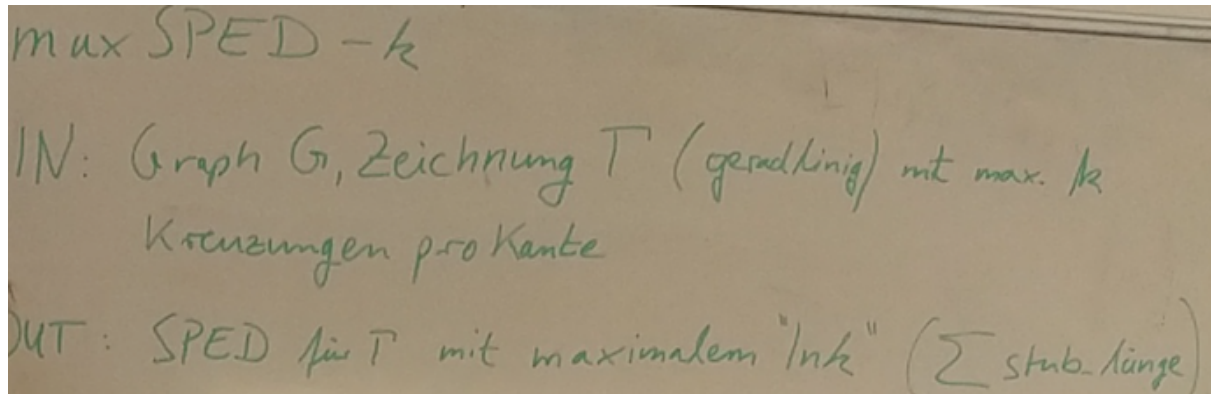 max SPED - k
IN: Graph G, Zeichnung Γ (geradlinig) mit max. k
Kreuzungen pro Kante
OUT: SPED für Γ mit maximalem "Ink" (∑ stub-länge)